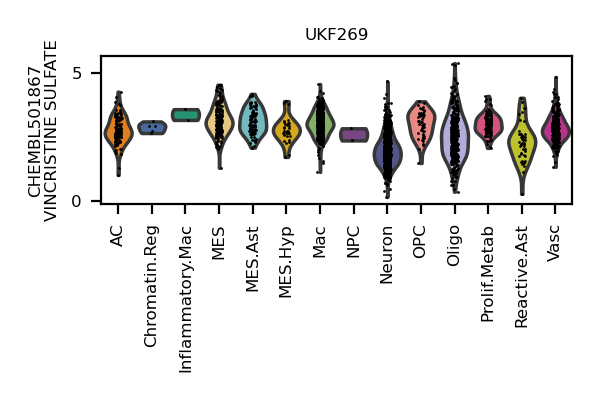 UKF269
CHEMBL501867
VINCRISTINE SULFATE
5
0
AC
Chromatin.Reg
Inflammatory.Mac
MES
MES.Ast
MES.Hyp
Mac
NPC
Neuron
OPC
Oligo
Prolif.Metab
Reactive.Ast
Vasc